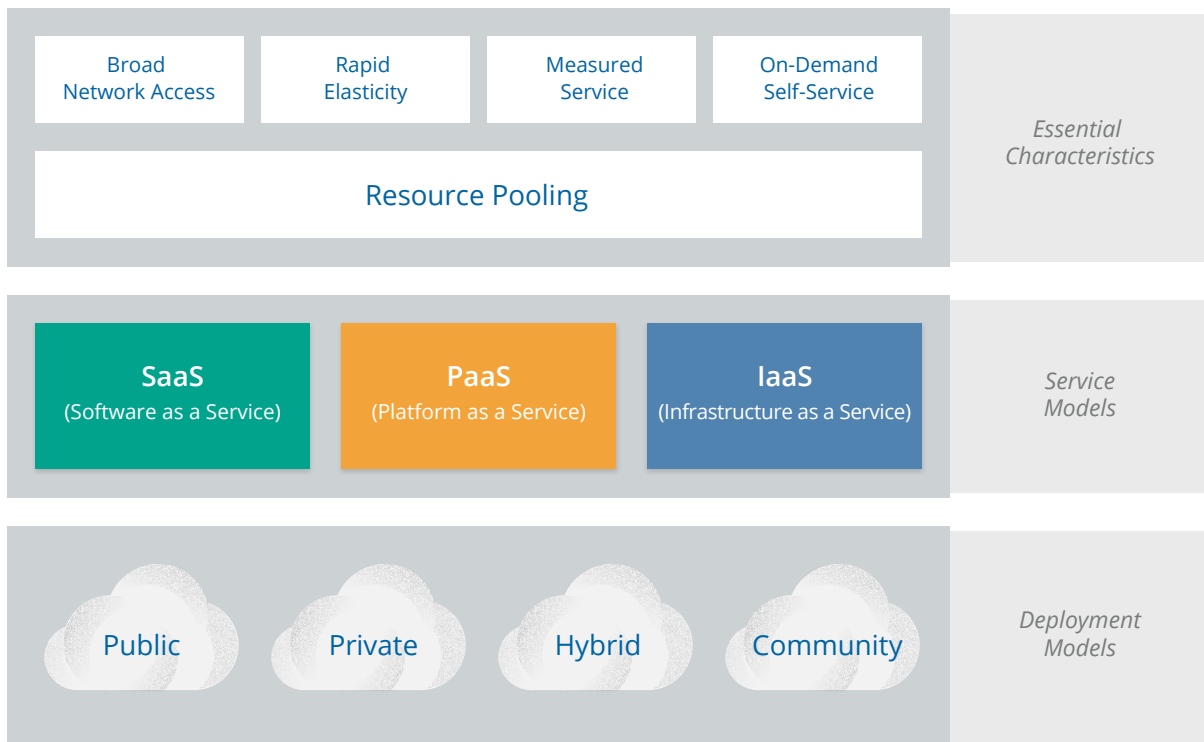 Broad
Network Access
Rapid
Elasticity
Measured
Service
On-Demand
Self-Service
Resource Pooling
Essential
Characteristics
SaaS
(Software as a Service)
PaaS
(Platform as a Service)
IaaS
(Infrastructure as a Service)
Service
Models
Public
Private
Hybrid
Community
Deployment
Models